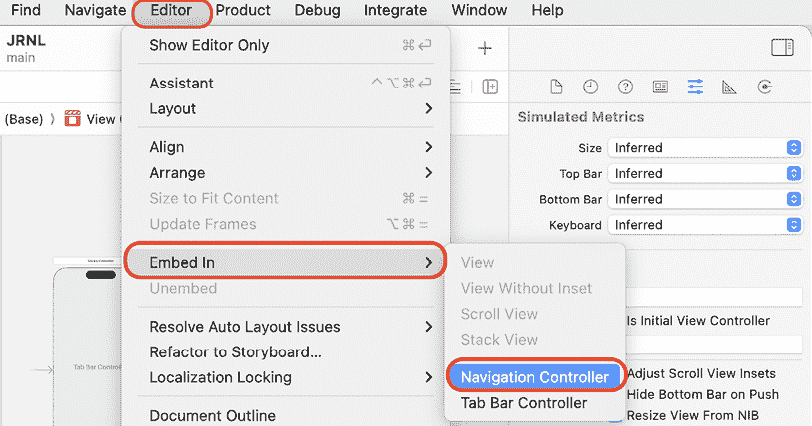 Find Navigate Editor Product Debug Integrate Window Help
JRNL
main
Show Editor Only ⌘↩
Assistant ^⌥⌘↩
Layout
(Base) View C
Simulated Metrics
Align
Size Inferred
Arrange
Top Bar Inferred
Size to Fit Content ⌘=
Bottom Bar Inferred
Update Frames ⌥⌘=
Keyboard Inferred
Embed In
View
Unembed
View Without Inset
Scroll View
Is Initial View Controller
Resolve Auto Layout Issues
Stack View
Refactor to Storyboard...
Tab Bar Controller
Localization Locking
Navigation Controller
Adjust Scroll View Insets
Hide Bottom Bar on Push
Tab Bar Controller
Document Outline
Resize View From NIB